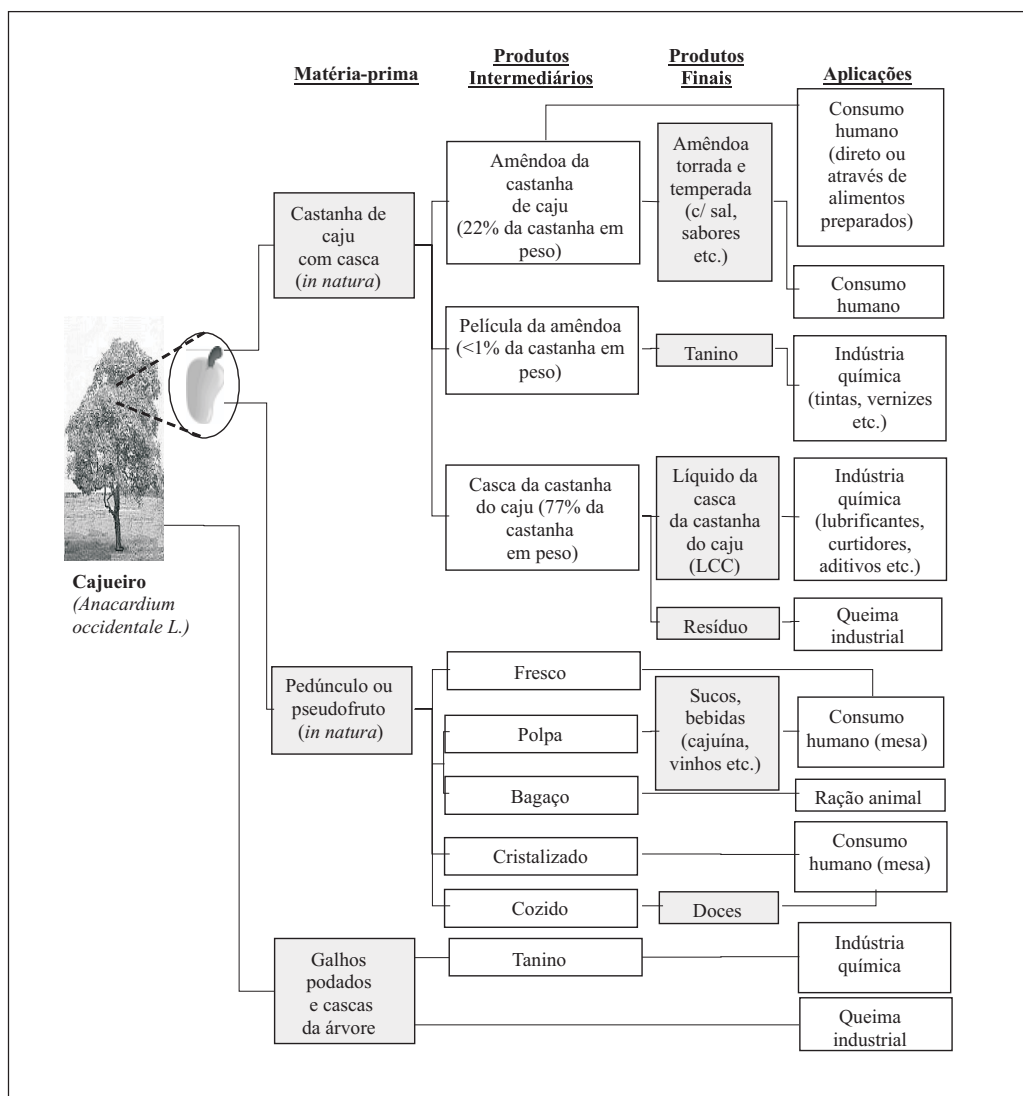 Matéria-prima
Produtos
Intermediários
Produtos
Finais
Aplicações
Cajueiro
(Anacardium
occidentale L.)
Castanha de
caju
com casca
(in natura)
Amêndoa da
castanha
de caju
(22% da castanha em
peso)
Amêndoa
torrada e
temperada
(c/ sal,
sabores
etc.)
Consumo
humano
(direto ou
através de
alimentos
preparados)
Consumo
humano
Película da amêndoa
(<1% da castanha em
peso)
Tanino
Indústria
química
(tintas, vernizes
etc.)
Casca da castanha
do caju (77% da
castanha
em peso)
Líquido da
casca
da castanha
do caju
(LCC)
Indústria
química
(lubrificantes,
curtidores,
aditivos etc.)
Resíduo
Queima
industrial
Pedúnculo ou
pseudofruto
(in natura)
Fresco
Polpa
Sucos,
bebidas
(cajuína,
vinhos etc.)
Consumo
humano (mesa)
Bagaço
Ração animal
Cristalizado
Consumo
humano (mesa)
Cozido
Doces
Galhos
podados
e cascas
da árvore
Tanino
Indústria
química
Queima
industrial